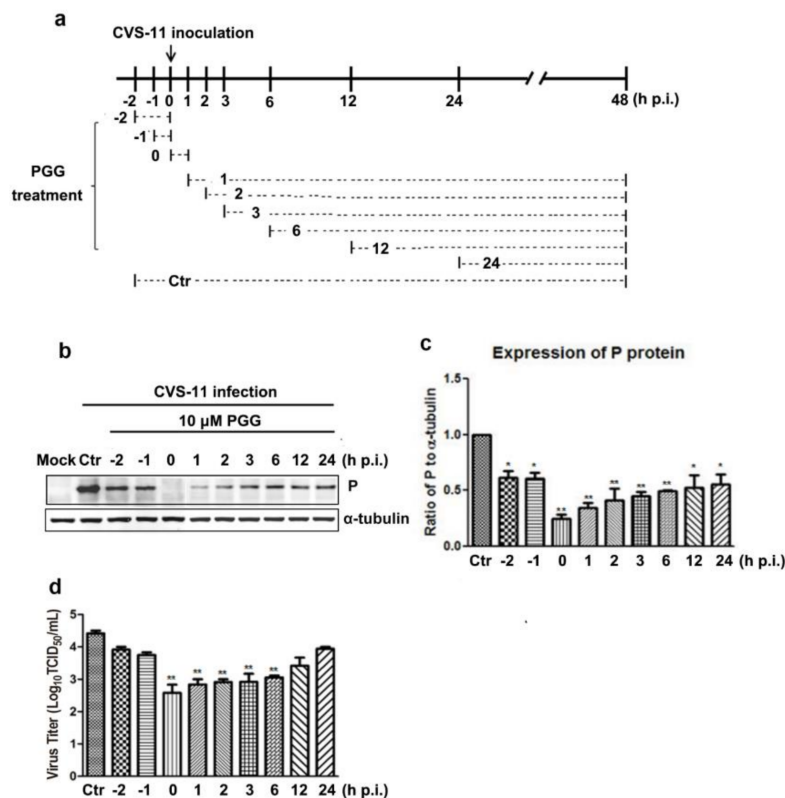 a
CVS-11 inoculation
-2 -1 0 1 2 3 6 12 24 48 (h p.i.)
PGG
treatment
-2
-1
0
1
2
3
6
12
24
Ctr
b
CVS-11 infection
10 μM PGG
Mock Ctr -2 -1 0 1 2 3 6 12 24 (h p.i.)
P
α-tubulin
c
Expression of P protein
Ratio of P to α-tubulin
1.5
1.0
0.5
0.0
* * ** ** ** ** ** * *
Ctr -2 -1 0 1 2 3 6 12 24 (h p.i.)
d
Virus Titer (Log10TCID50/mL)
5
4
3
2
1
0
** ** ** ** **
Ctr -2 -1 0 1 2 3 6 12 24 (h p.i.)